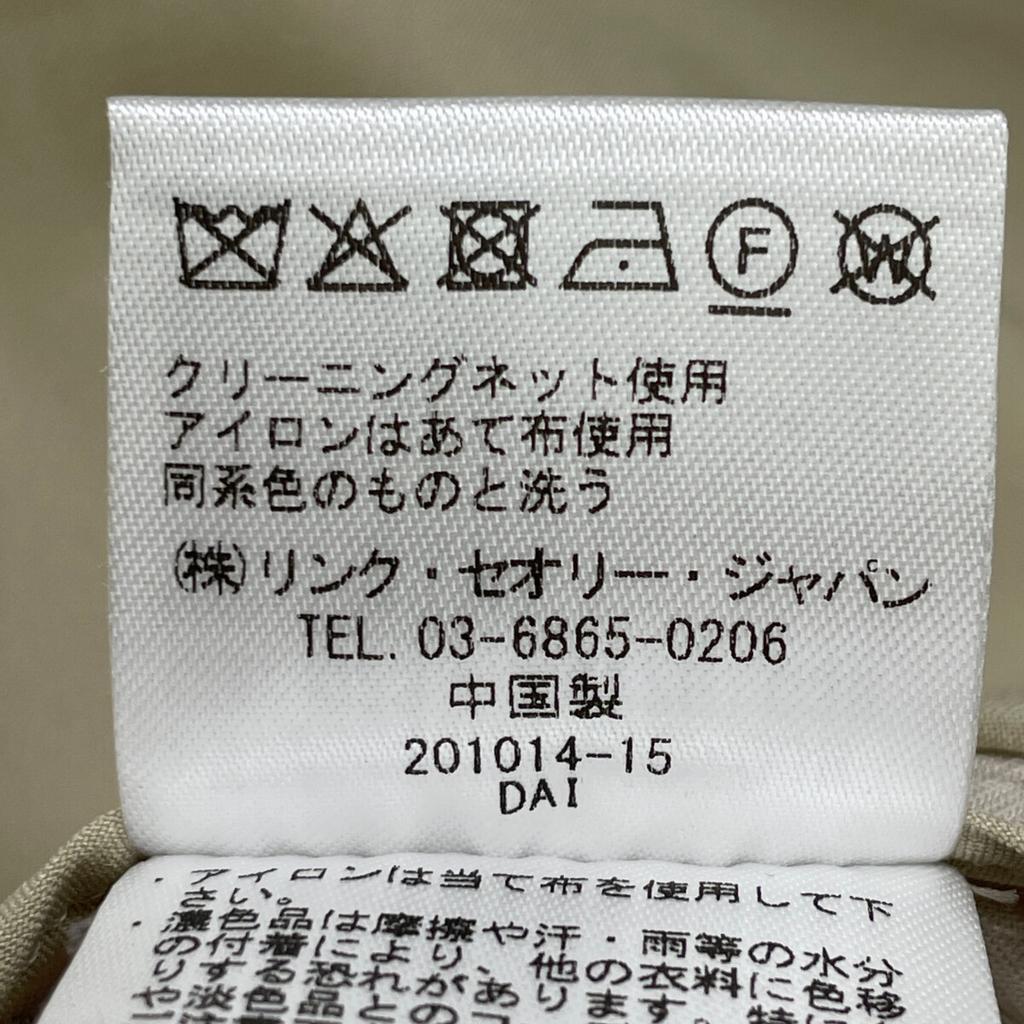 F W
クリーニングネット使用
アイロンはあて布使用
同系色のものと洗う
㈱リンク・セオリー・ジャパン
TEL. 03-6865-0206
中国製
201014-15
DAI
・アイロンは当て布を使用して下
さい。
・濃色品は摩擦や汗・雨等の水分
の付着により、他の衣料に色移
りする恐れがあります。特
淡色品との